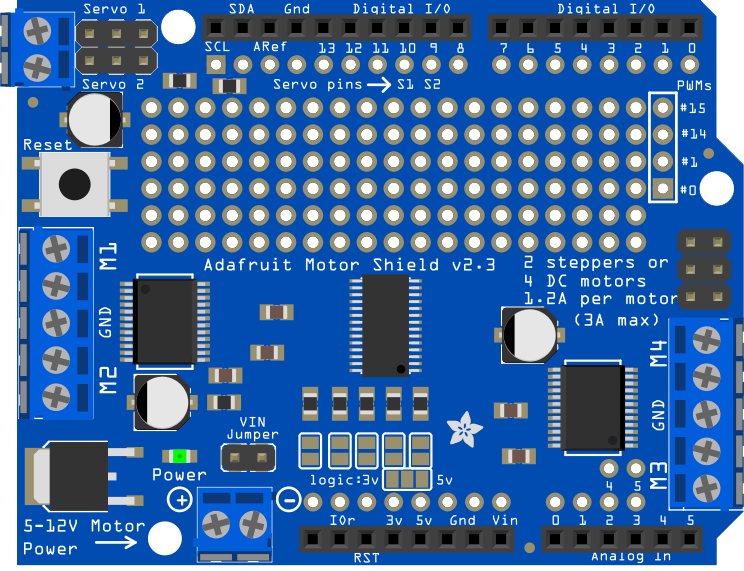 Servo 1
SDA Gnd Digital I/O
Digital I/O
SCL ARef 13 12 11 10 9 8
7 6 5 4 3 2 1 0
Servo 2
Servo pins S1 S2
PWMs
#15
#14
#1
#0
Reset
Adafruit Motor Shield v2.3
2 steppers or
4 DC motors
1.2A per motor
(3A max)
M1
GND
M2
M4
GND
M3
VIN
Jumper
Power
logic:3v 5v
4 5
+ -
5-12V Motor
Power
IOr 3v 5v Gnd Vin
0 1 2 3 4 5
RST
Analog In